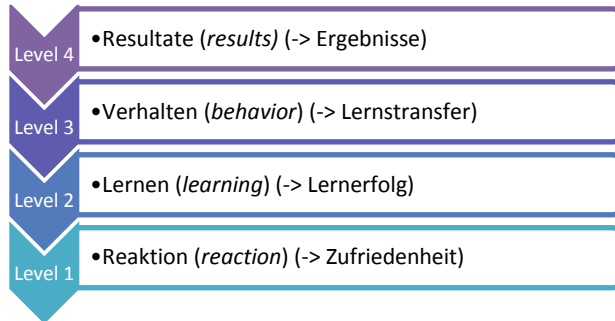 Level 4
•Resultate (results) (-> Ergebnisse)
Level 3
•Verhalten (behavior) (-> Lernstransfer)
Level 2
•Lernen (learning) (-> Lernerfolg)
Level 1
•Reaktion (reaction) (-> Zufriedenheit)